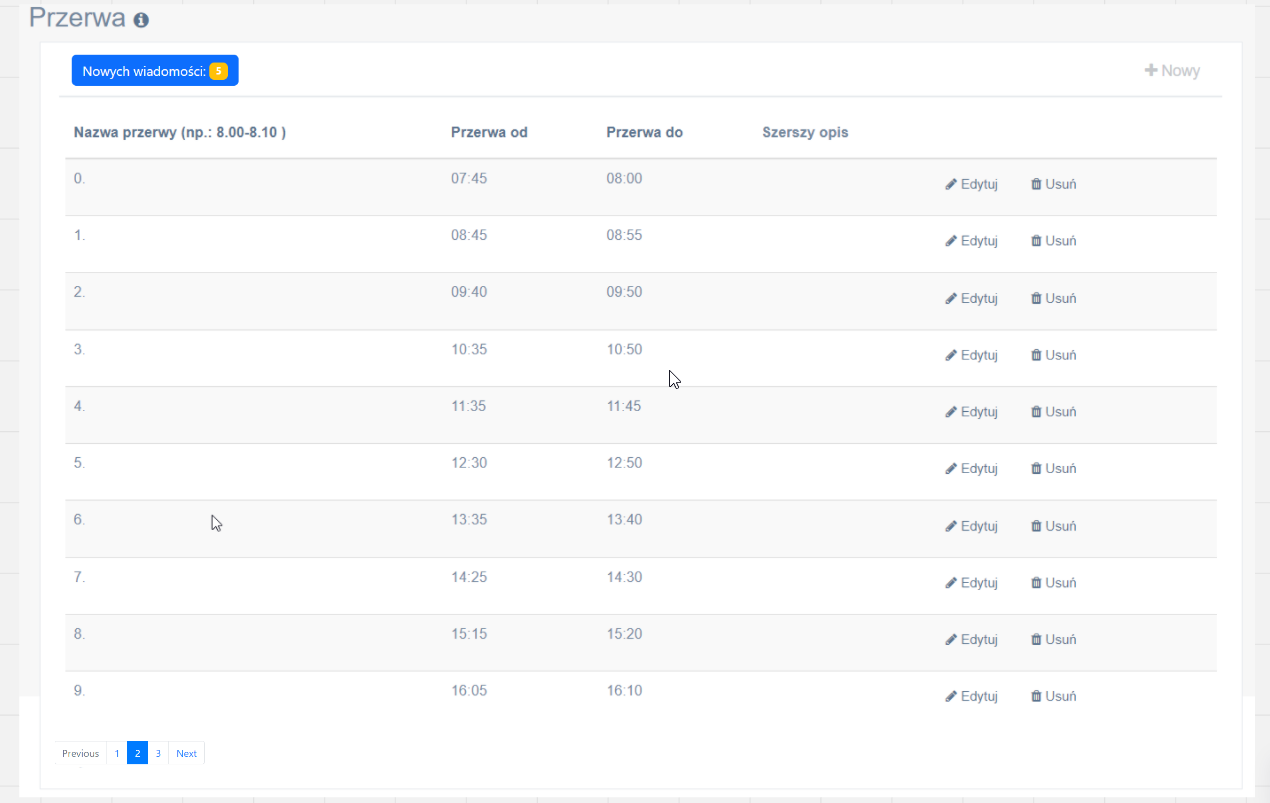 Przerwa
Nowych wiadomości: 5
Nowy
Nazwa przerwy (np.: 8.00-8.10 ) Przerwa od Przerwa do Szerszy opis
0. 07:45 08:00 Edytuj Usuń
1. 08:45 08:55 Edytuj Usuń
2. 09:40 09:50 Edytuj Usuń
3. 10:35 10:50 Edytuj Usuń
4. 11:35 11:45 Edytuj Usuń
5. 12:30 12:50 Edytuj Usuń
6. 13:35 13:40 Edytuj Usuń
7. 14:25 14:30 Edytuj Usuń
8. 15:15 15:20 Edytuj Usuń
9. 16:05 16:10 Edytuj Usuń
Previous 1 2 3 Next